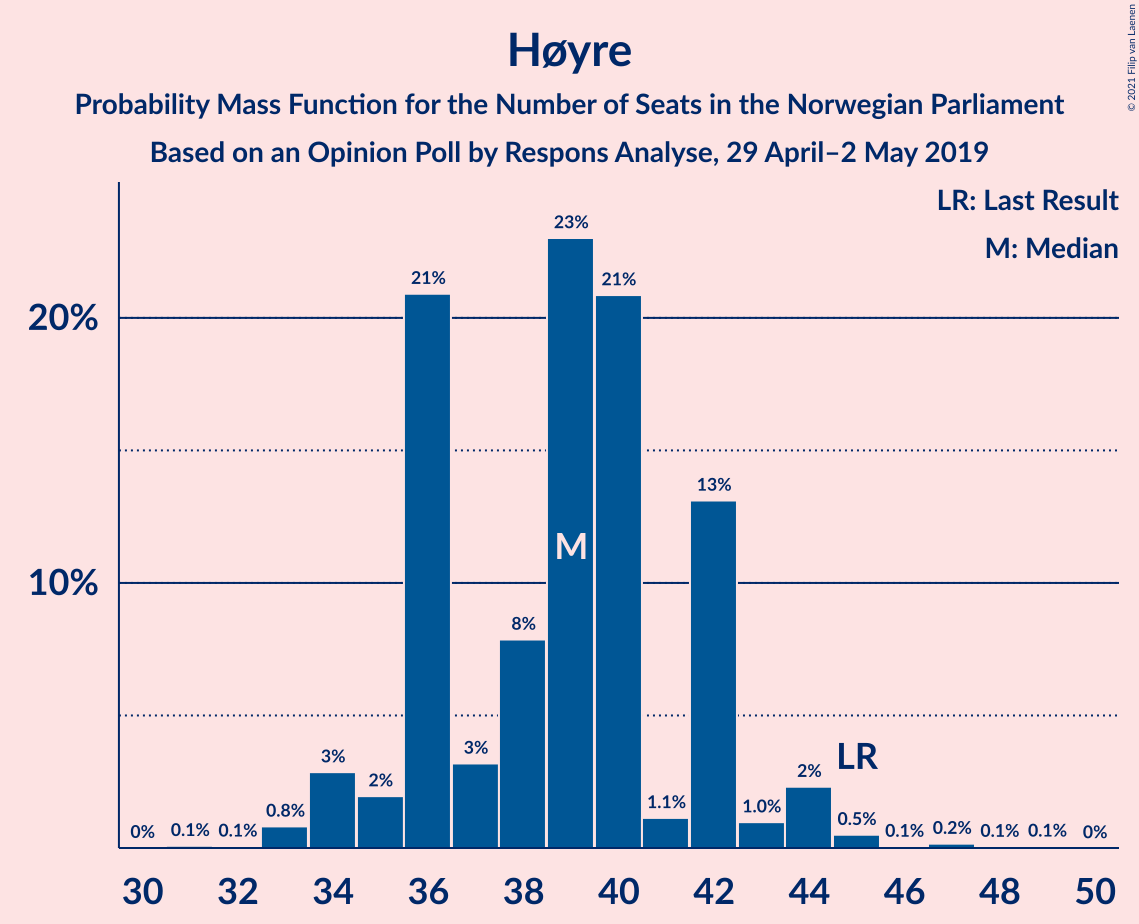 © 2021 Filip van Laenen
Høyre
Probability Mass Function for the Number of Seats in the Norwegian Parliament
Based on an Opinion Poll by Respons Analyse, 29 April–2 May 2019
LR: Last Result
M: Median
20%
10%
0%
0.1%
0.1%
0.8%
3%
2%
21%
3%
8%
23%
21%
1.1%
13%
1.0%
2%
0.5%
0.1%
0.2%
0.1%
0.1%
0%
M
LR
30 32 34 36 38 40 42 44 46 48 50